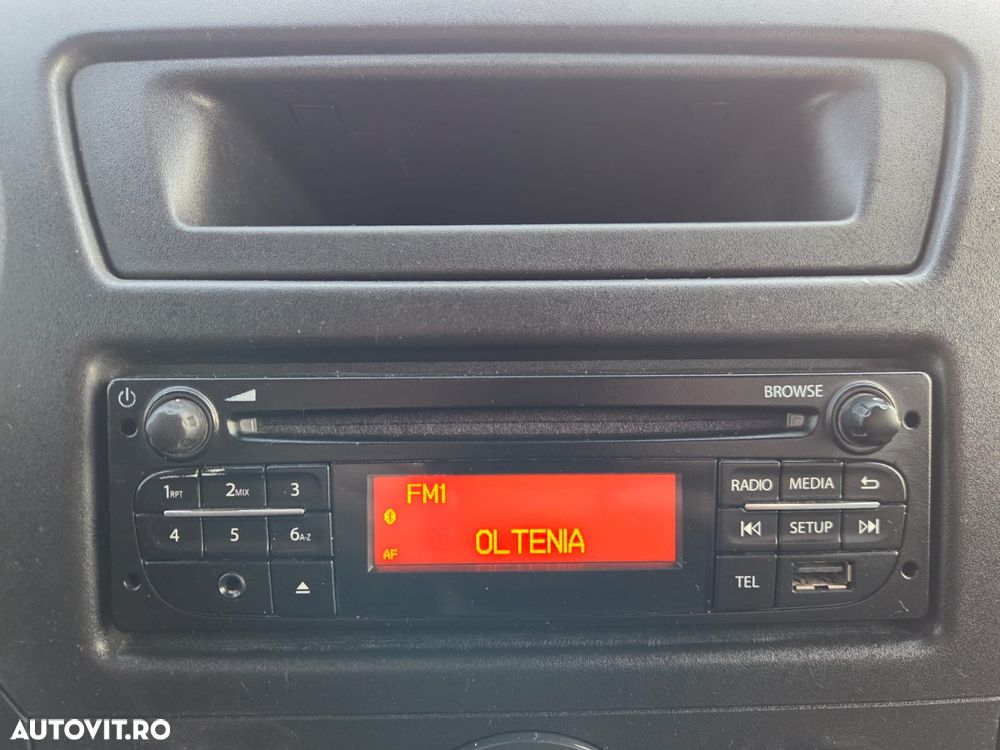 BROWSE
1RPT 2MIX 3
4 5 6A-Z
FM1
OLTENIA
AF
RADIO MEDIA
SETUP
TEL
AUTOVIT.RO